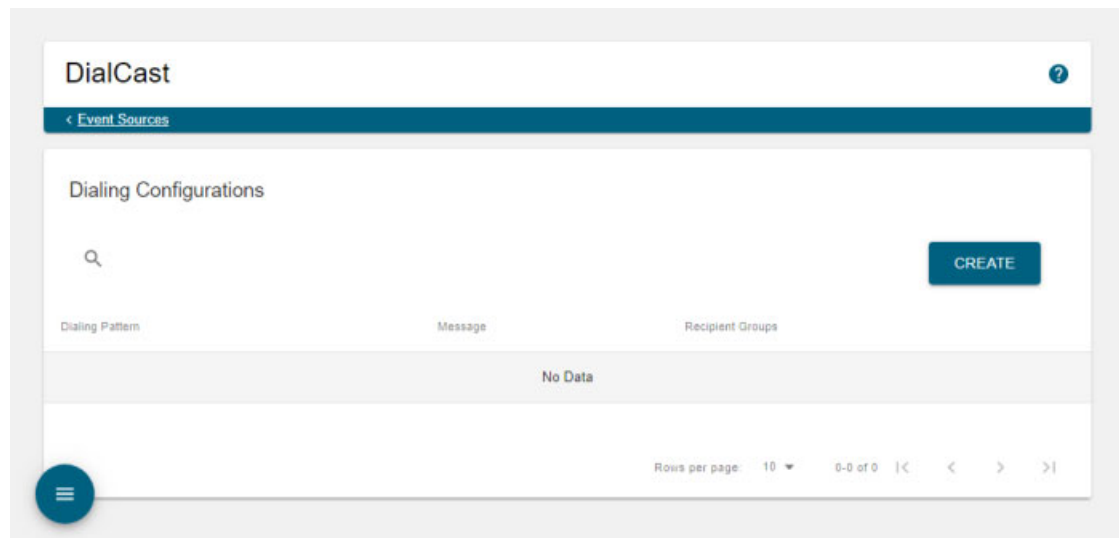 DialCast
< Event Sources
Dialing Configurations
CREATE
Dialing Pattern Message Recipient Groups
No Data
Rows per page: 10 0-0 of 0 |< < > >|